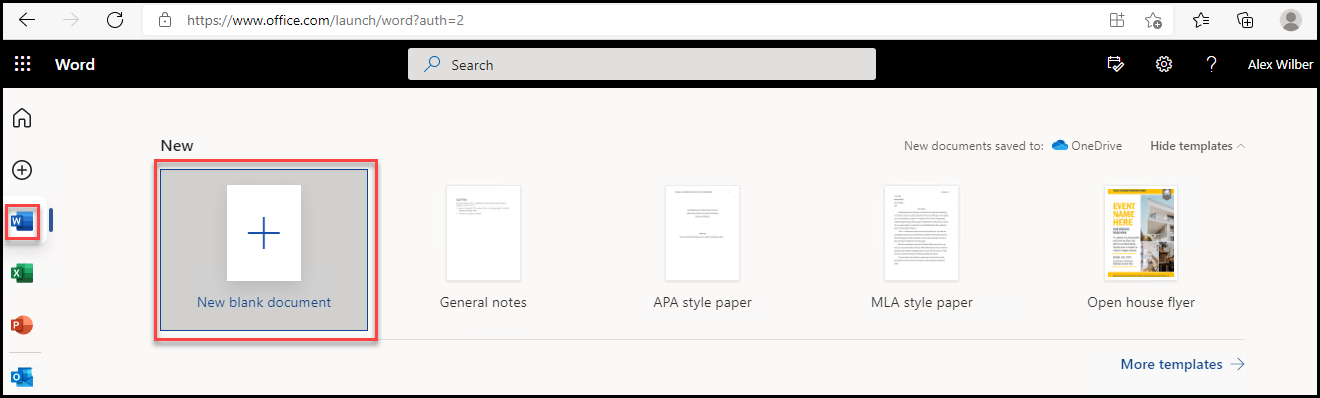 https://www.office.com/launch/word?auth=2
Word
Search
?
Alex Wilber
New
New documents saved to: OneDrive
Hide templates
W
X
P
O
New blank document
General notes
APA style paper
MLA style paper
EVENT
NAME
HERE
Open house flyer
More templates